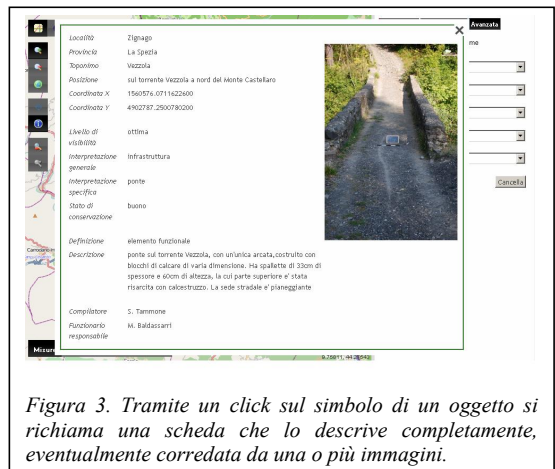 Avanzata
me
Località Zignago
Provincia La Spezia
Toponimo Vezzola
Posizione sul torrente Vezzola a nord del Monte Castellaro
Coordinata X 1560576.0711622600
Coordinata Y 4902787.2500780200
Livello di visibilità ottima
Interpretazione generale infrastruttura
Interpretazione specifica ponte
Stato di conservazione buono
Cancella
Definizione elemento funzionale
Descrizione ponte sul torrente Vezzola, con un'unica arcata,costruito con
blocchi di calcare di varia dimensione. Ha spallette di 33cm di
spessore e 60cm di altezza, la cui parte superiore e' stata
risarcita con calcestruzzo. La sede stradale e' pianeggiante
Compilatore S. Tammone
Funzionario responsabile M. Baldassarri
Misure
Figura 3. Tramite un click sul simbolo di un oggetto si
richiama una scheda che lo descrive completamente,
eventualmente corredata da una o più immagini.